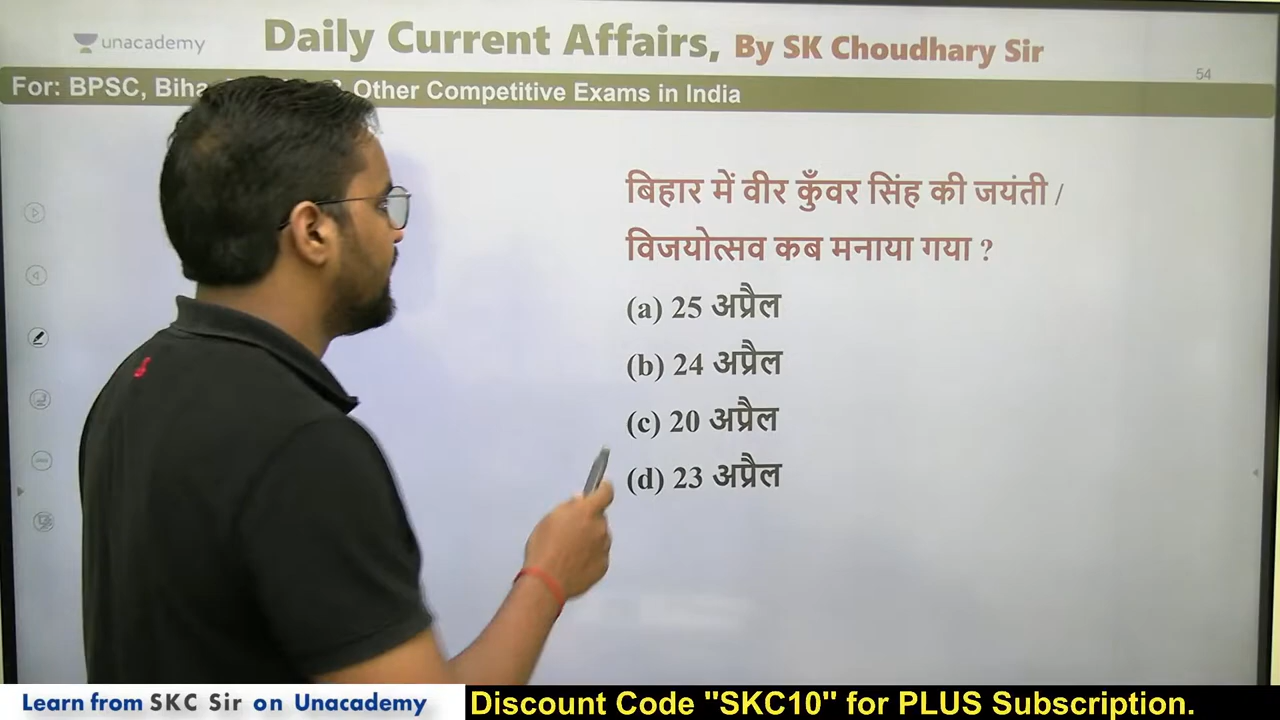 unacademy
Daily Current Affairs, By SK Choudhary Sir
54
For: BPSC, Biha Other Competitive Exams in India
बिहार में वीर कुँवर सिंह की जयंती /
विजयोत्सव कब मनाया गया ?
(a) 25 अप्रैल
(b) 24 अप्रैल
(c) 20 अप्रैल
(d) 23 अप्रैल
Learn from SKC Sir on Unacademy
Discount Code "SKC10" for PLUS Subscription.